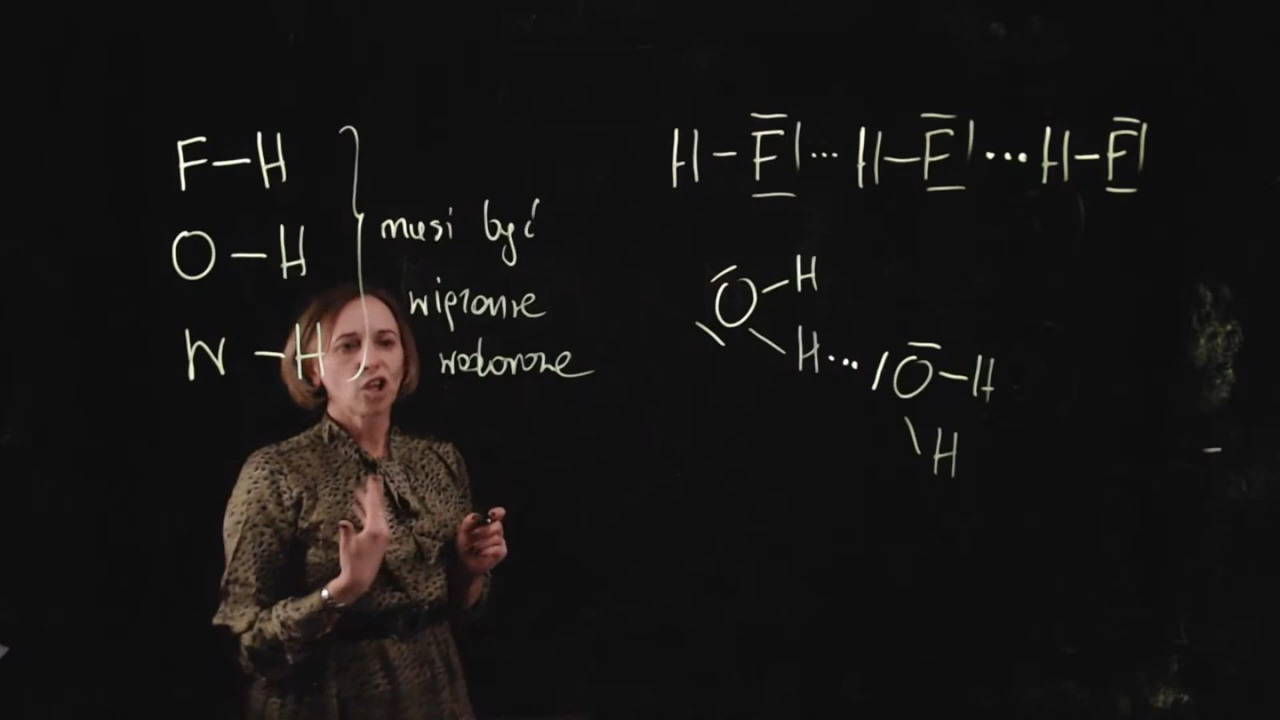 F-H
O-H
N-H
musi być
wiązanie
wodorowe
H-F...H-F...H-F
O-H
H...O-H
H